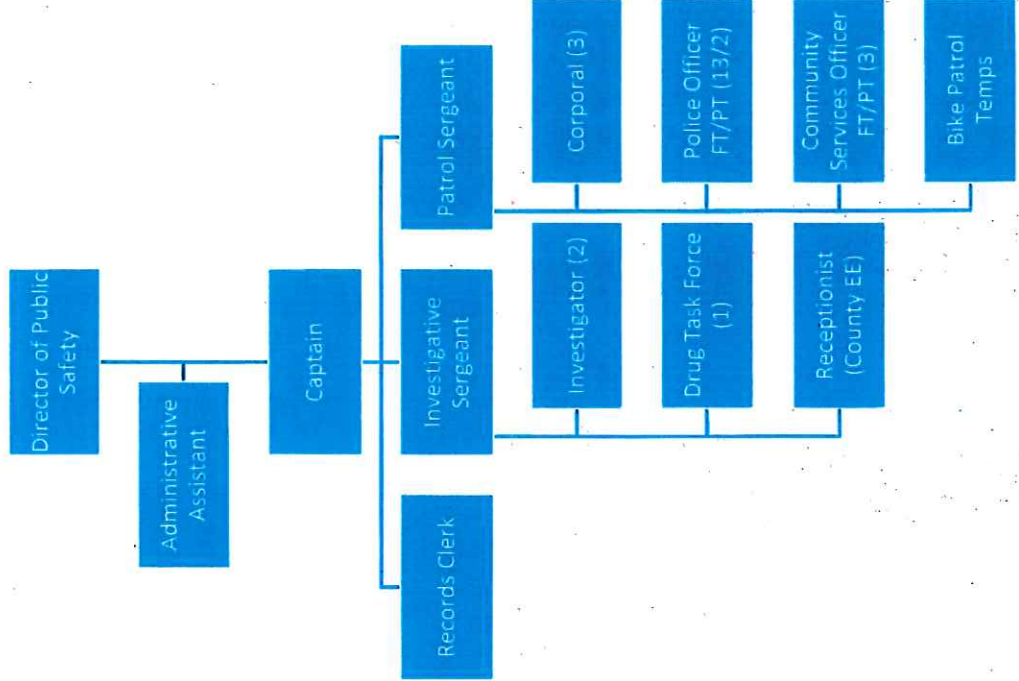 Director of Public
Safety
Administrative
Assistant
Captain
Records Clerk
Investigative
Sergeant
Patrol Sergeant
Investigator (2)
Drug Task Force
(1)
Receptionist
(County EE)
Corporal (3)
Police Officer
FT/PT (13/2)
Community
Services Officer
FT/PT (3)
Bike Patrol
Temps